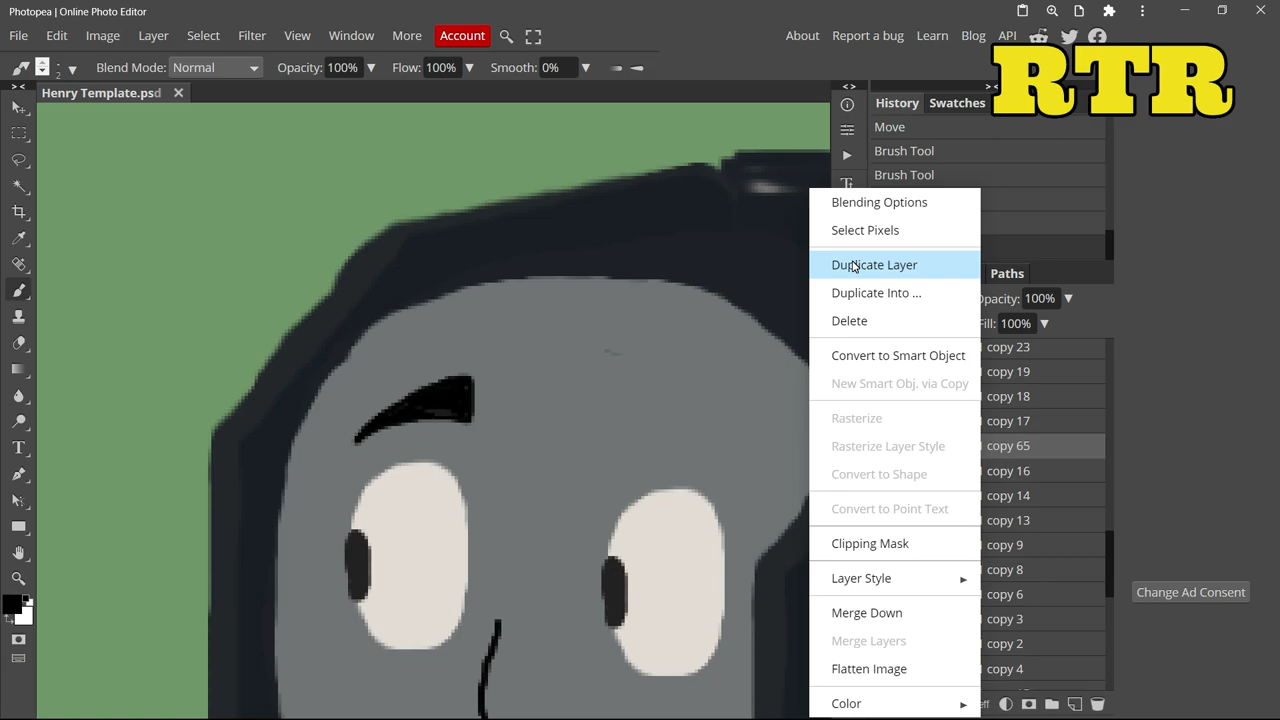 Photopea | Online Photo Editor
File Edit Image Layer Select Filter View Window More Account About Report a bug Learn Blog API
RTR
2 Blend Mode: Normal Opacity: 100% Flow: 100% Smooth: 0%
Henry Template.psd
History Swatches
Move
Brush Tool
Brush Tool
Blending Options
Select Pixels
Duplicate Layer
Duplicate Into ...
Delete
Convert to Smart Object
New Smart Obj. via Copy
Rasterize
Rasterize Layer Style
Convert to Shape
Convert to Point Text
Clipping Mask
Layer Style
Merge Down
Merge Layers
Flatten Image
Color
Paths
Opacity: 100%
Fill: 100%
copy 23
copy 19
copy 18
copy 17
copy 65
copy 16
copy 14
copy 13
copy 9
copy 8
copy 6
copy 3
copy 2
copy 4
eff
Change Ad Consent